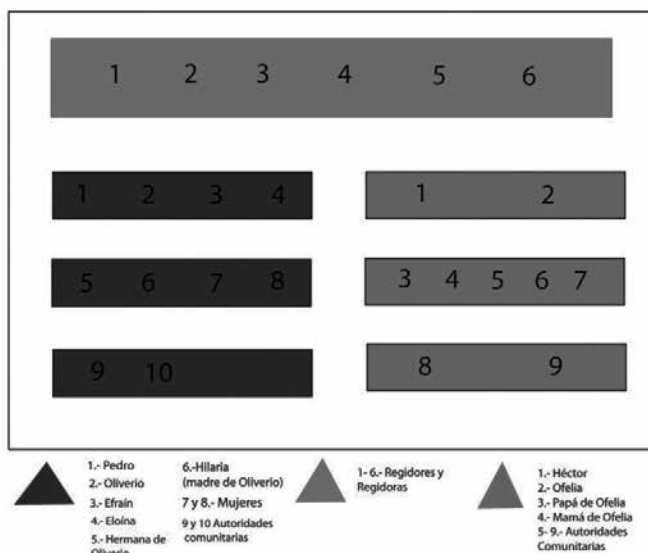 1 2 3 4 5 6
1 2 3 4
1 2
5 6 7 8
3 4 5 6 7
9 10
8 9
1.- Pedro
2.- Oliverio
3.- Efraín
4.- Eloína
5.- Hermana de
Oliverio
6.-Hilaria
(madre de Oliverio)
7 y 8.- Mujeres
9 y 10 Autoridades
comunitarias
1- 6.- Regidores y
Regidoras
1.- Héctor
2.- Ofelia
3.- Papá de Ofelia
4.- Mamá de Ofelia
5- 9.- Autoridades
Comunitarias